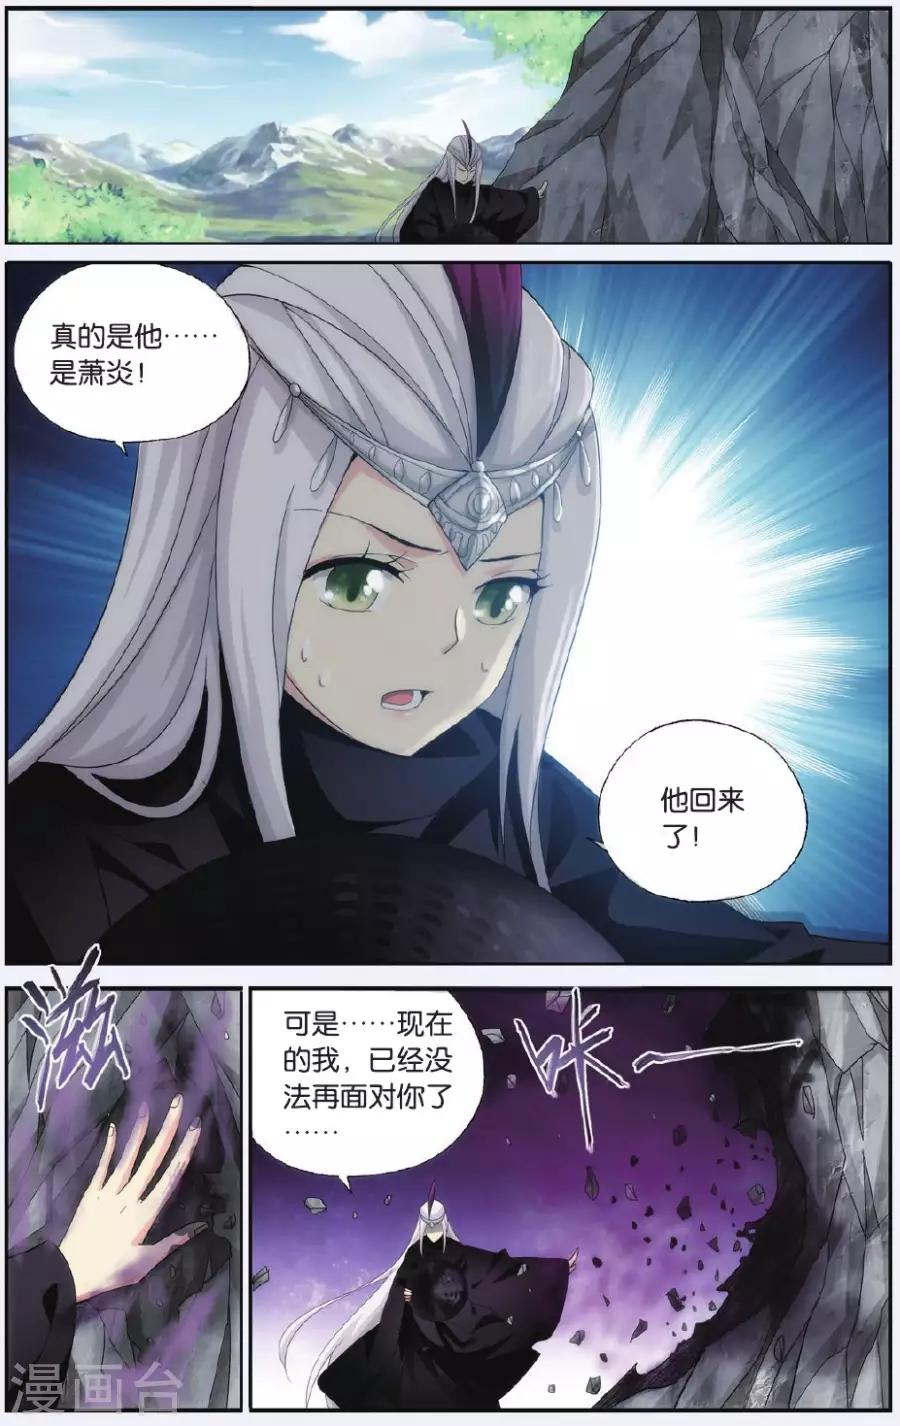 真的是他……
是萧炎！
他回来
了！
滋
可是……现在
的我，已经没
法再面对你了
……
咔——
漫画台